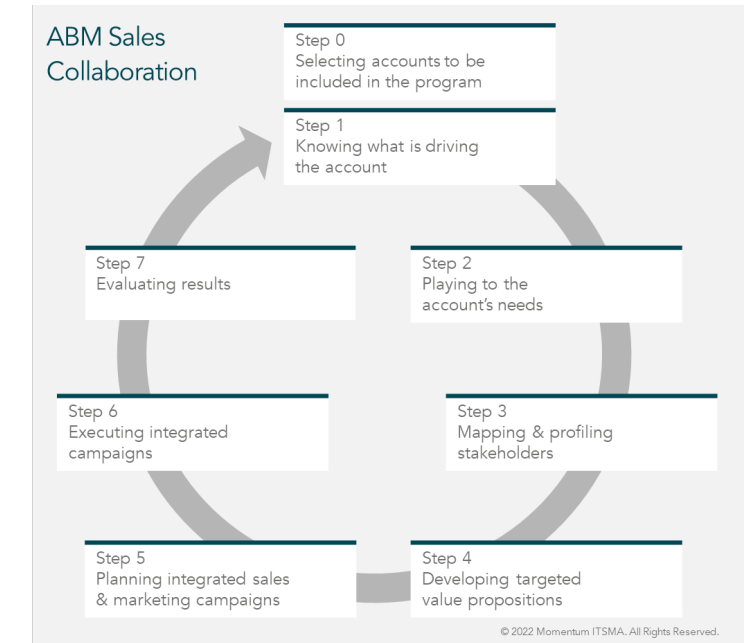 ABM Sales
Collaboration
Step 0
Selecting accounts to be
included in the program
Step 1
Knowing what is driving
the account
Step 2
Playing to the
account's needs
Step 3
Mapping & profiling
stakeholders
Step 4
Developing targeted
value propositions
Step 5
Planning integrated sales
& marketing campaigns
Step 6
Executing integrated
campaigns
Step 7
Evaluating results
© 2022 Momentum ITSMA. All Rights Reserved.